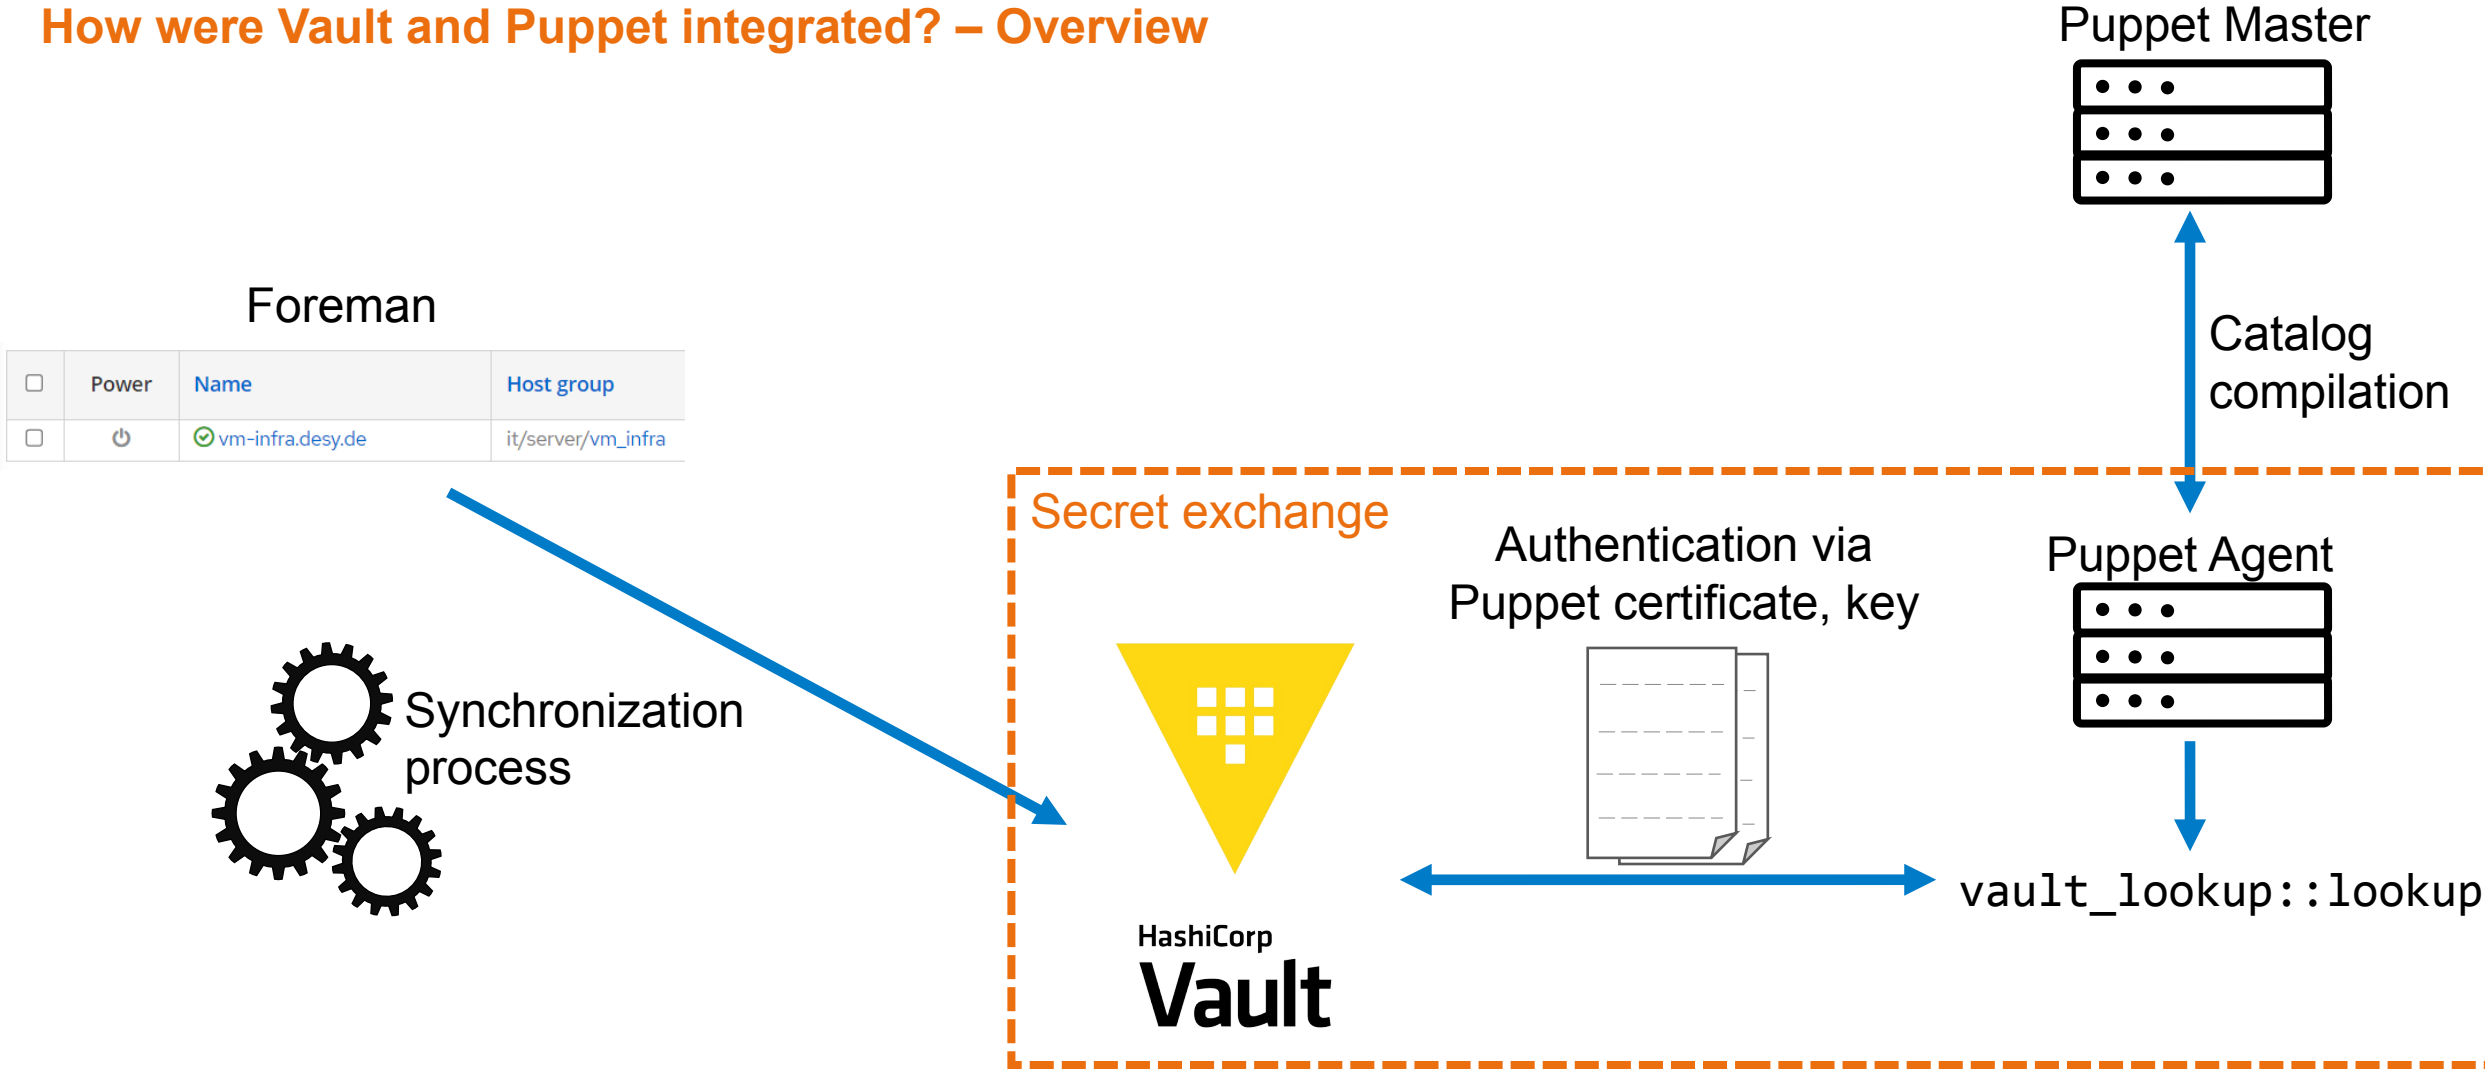 How were Vault and Puppet integrated? – Overview
Puppet Master
Foreman
Power Name Host group
vm-infra.desy.de it/server/vm_infra
Catalog
compilation
Secret exchange
Authentication via
Puppet certificate, key
Puppet Agent
Synchronization
process
vault_lookup::lookup
HashiCorp
Vault